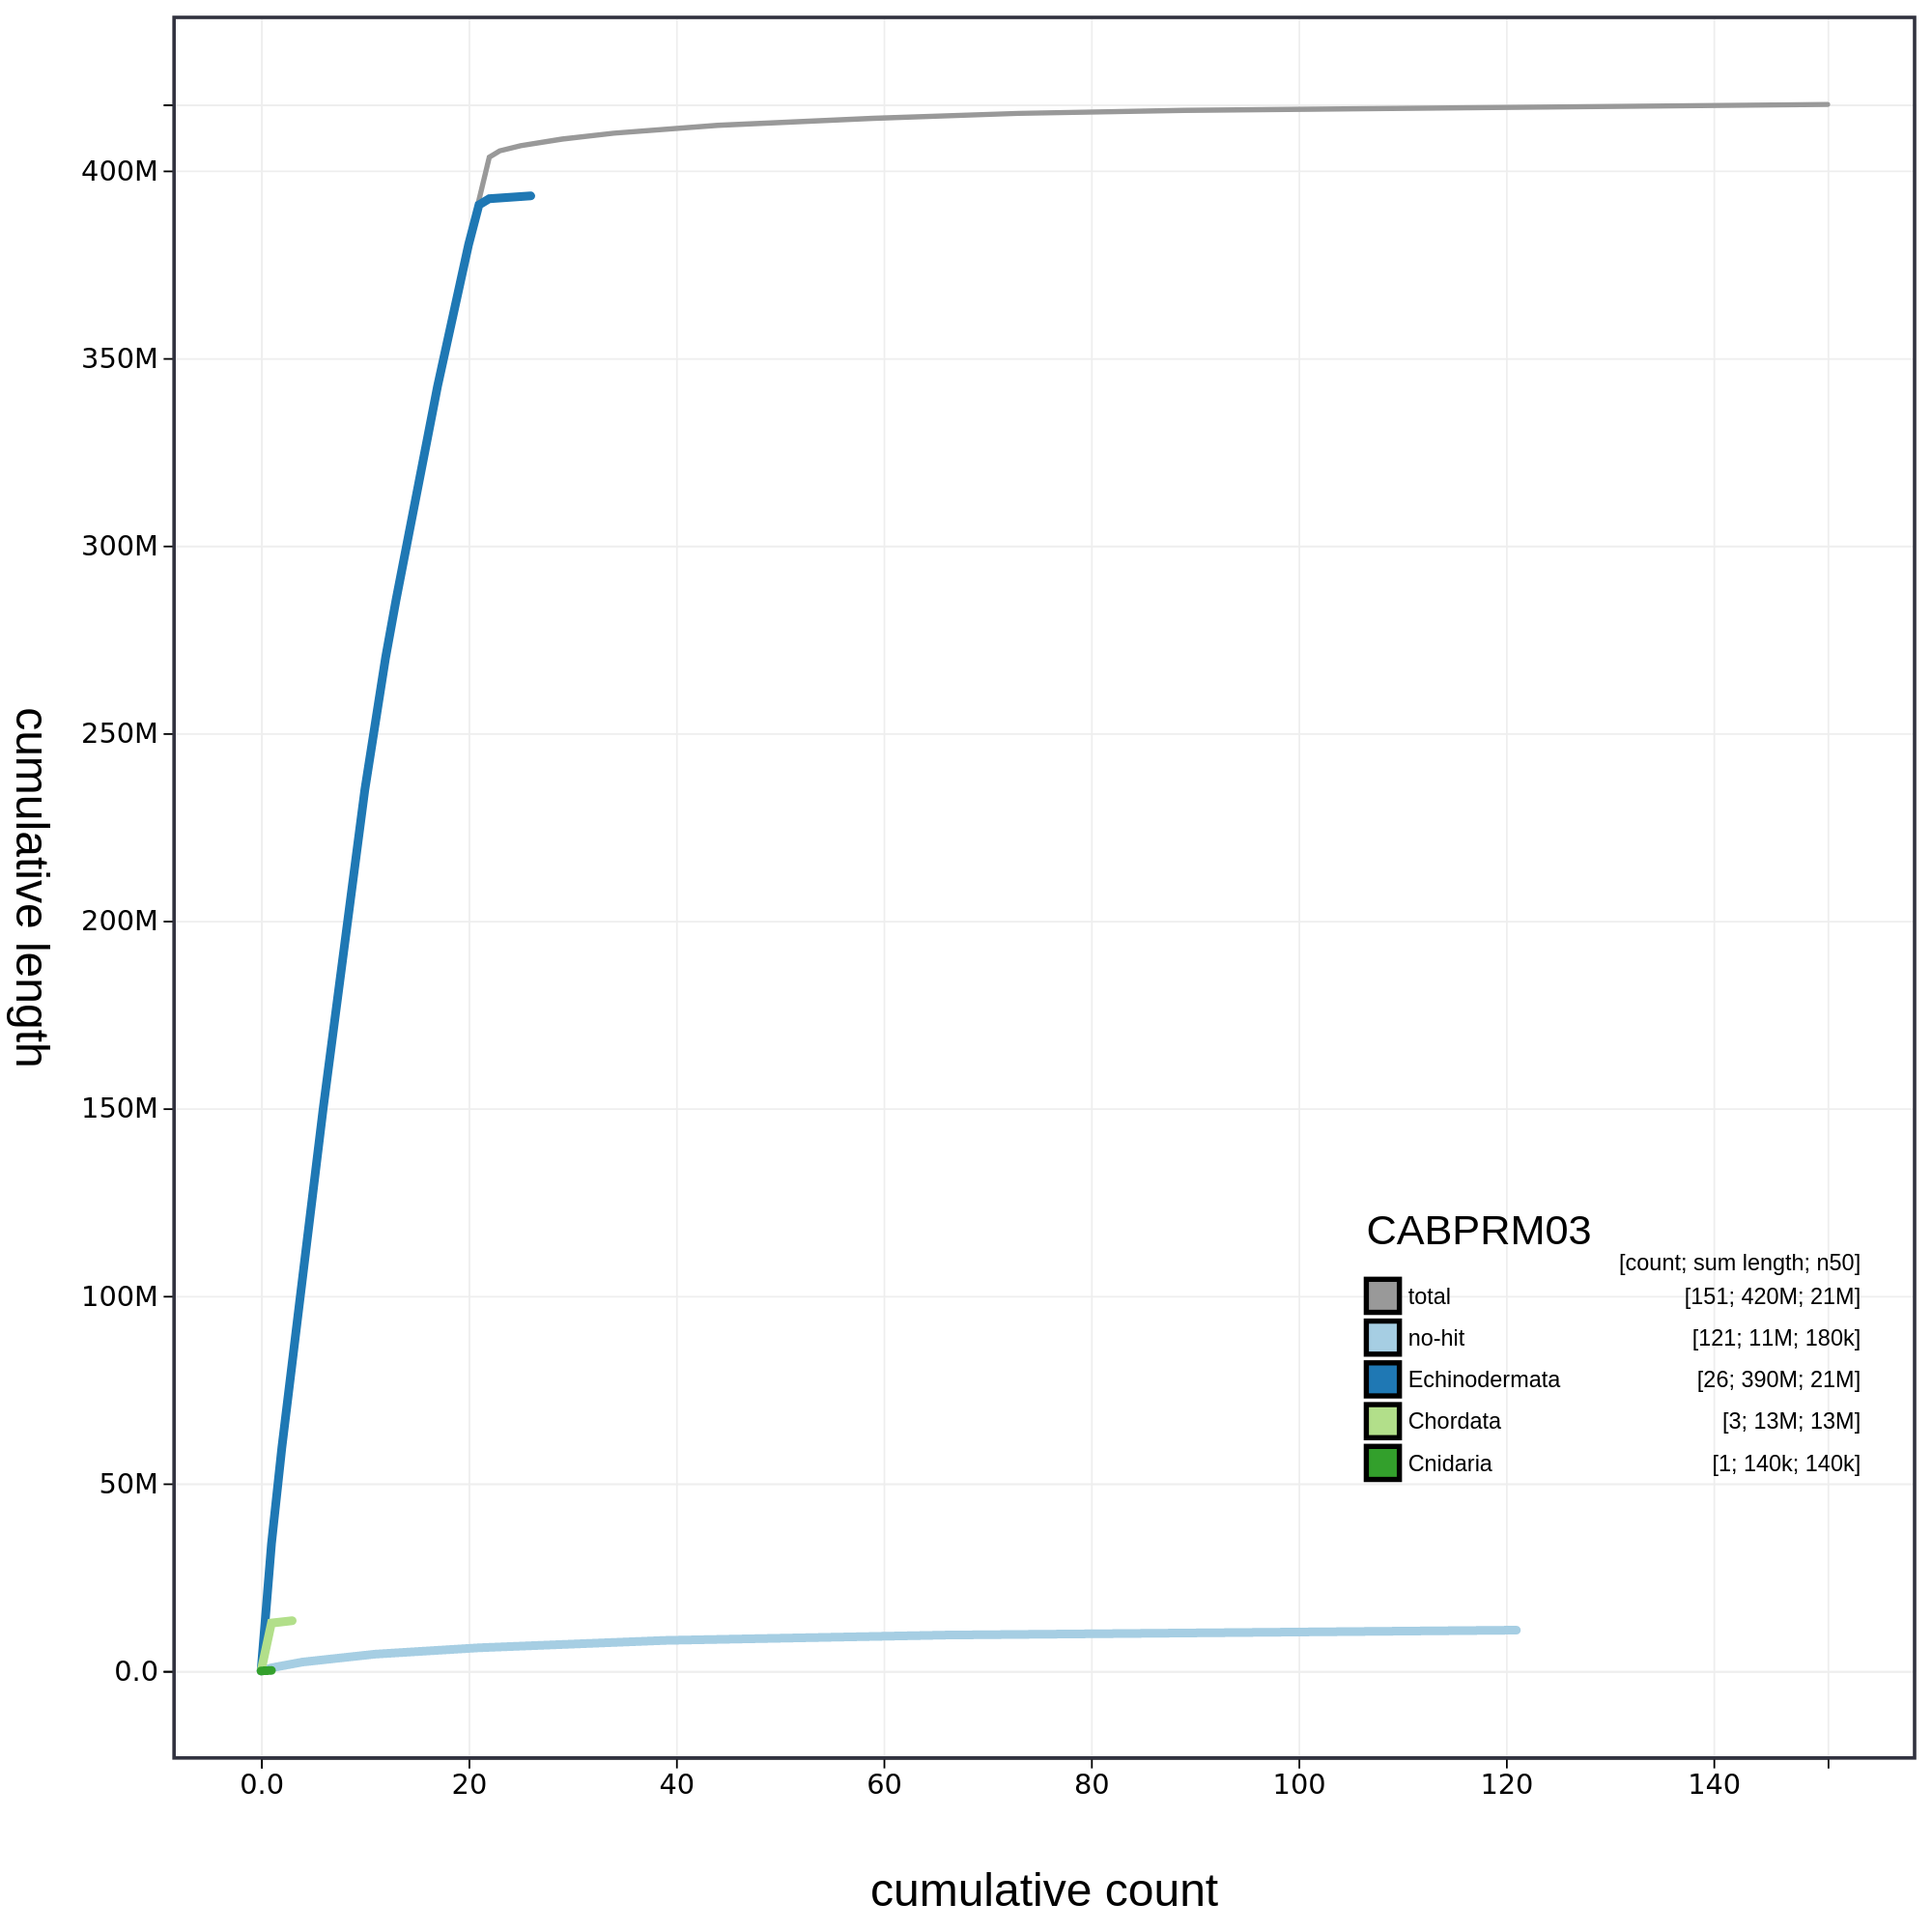 400M
350M
300M
250M
200M
150M
100M
50M
0.0
cumulative length
CABPRM03
[count; sum length; n50]
total [151; 420M; 21M]
no-hit [121; 11M; 180k]
Echinodermata [26; 390M; 21M]
Chordata [3; 13M; 13M]
Cnidaria [1; 140k; 140k]
0.0 20 40 60 80 100 120 140
cumulative count